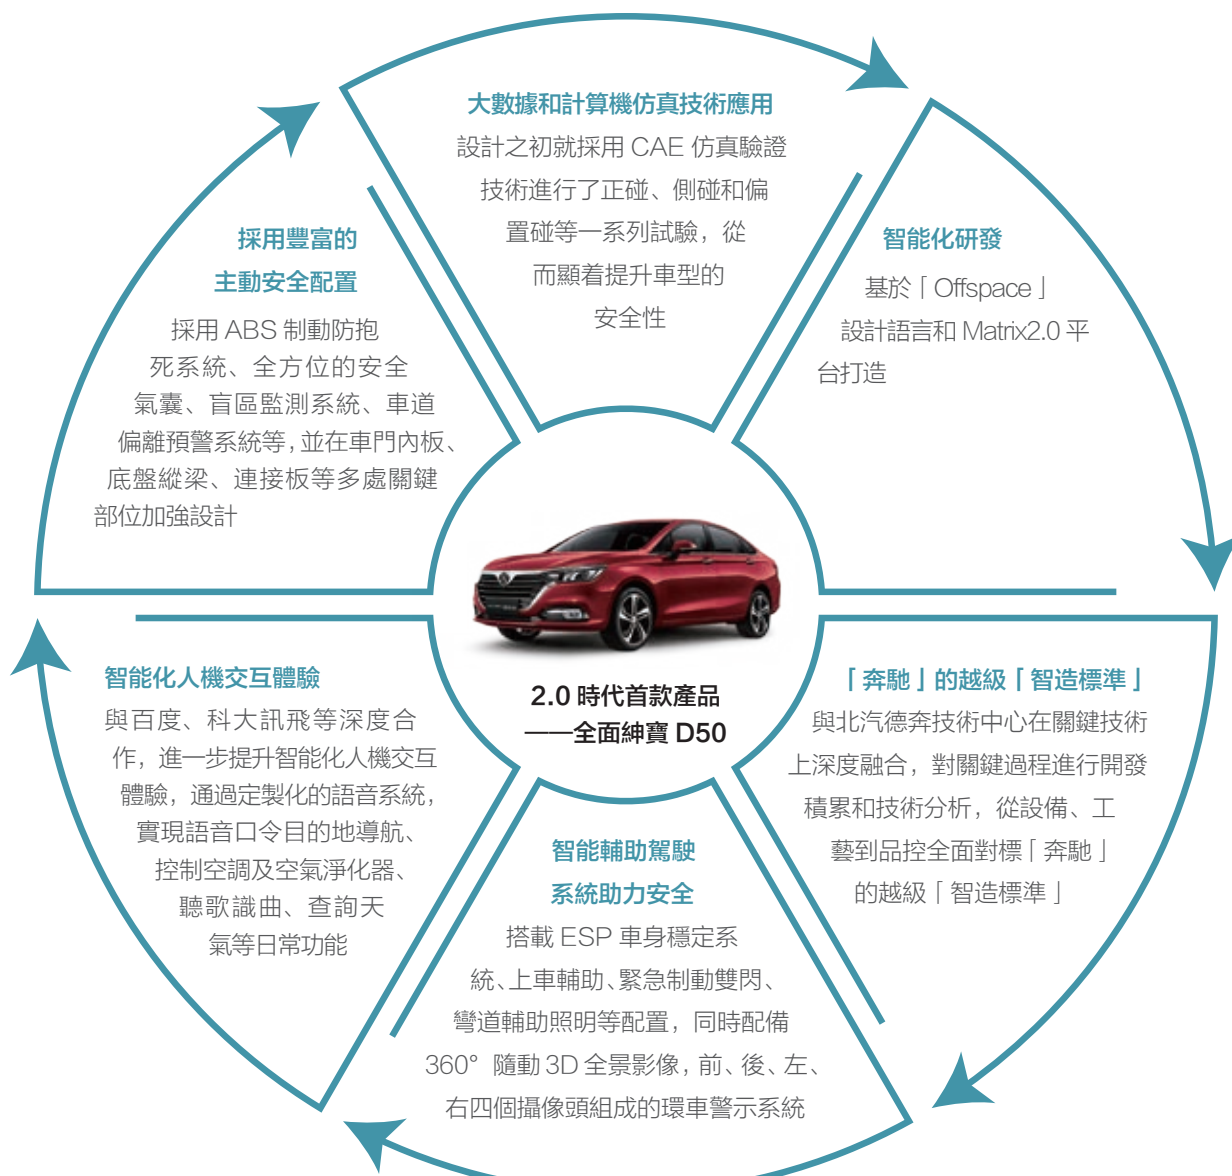 大數據和計算機仿真技術應用
設計之初就採用 CAE 仿真驗證
技術進行了正碰、側碰和偏
置碰等一系列試驗，從
而顯着提升車型的
安全性
智能化研發
基於「Offspace」
設計語言和 Matrix2.0 平
台打造
「奔馳」的越級「智造標準」
與北汽德奔技術中心在關鍵技術
上深度融合，對關鍵過程進行開發
積累和技術分析，從設備、工
藝到品控全面對標「奔馳」
的越級「智造標準」
智能輔助駕駛
系統助力安全
搭載 ESP 車身穩定系
統、上車輔助、緊急制動雙閃、
彎道輔助照明等配置，同時配備
360° 隨動 3D 全景影像，前、後、左、
右四個攝像頭組成的環車警示系統
智能化人機交互體驗
與百度、科大訊飛等深度合
作，進一步提升智能化人機交互
體驗，通過定製化的語音系統，
實現語音口令目的地導航、
控制空調及空氣淨化器、
聽歌識曲、查詢天
氣等日常功能
採用豐富的
主動安全配置
採用 ABS 制動防抱
死系統、全方位的安全
氣囊、盲區監測系統、車道
偏離預警系統等，並在車門內板、
底盤縱梁、連接板等多處關鍵
部位加強設計
2.0 時代首款產品
——全面紳寶 D50